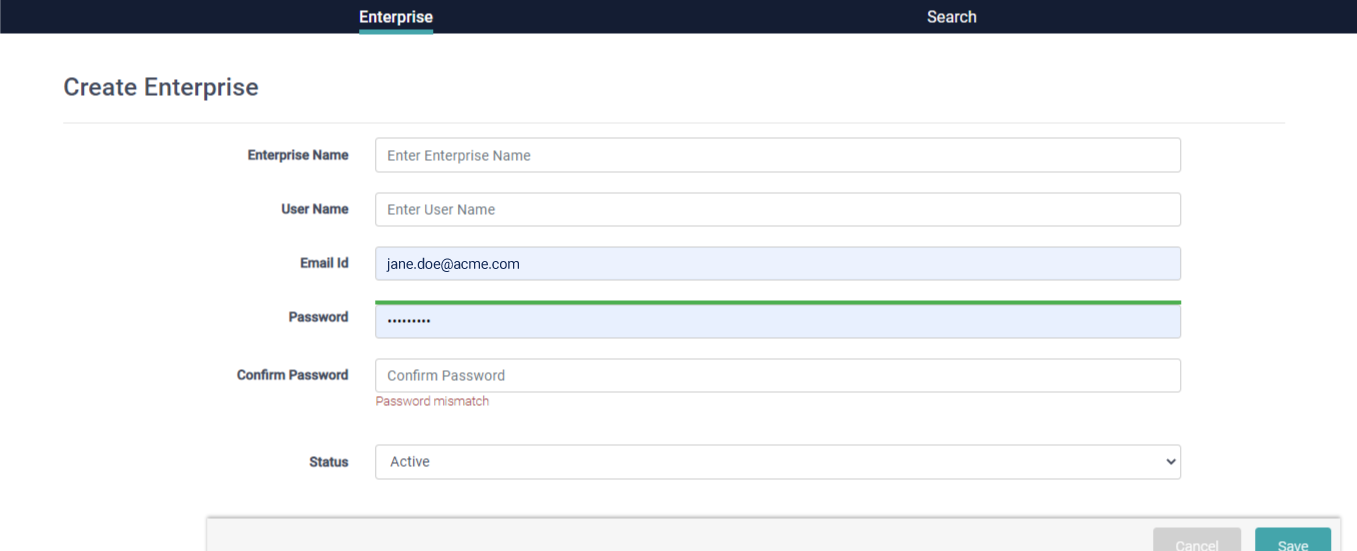 Enterprise Search
Create Enterprise
Enterprise Name Enter Enterprise Name
User Name Enter User Name
Email Id jane.doe@acme.com
Password •••••••••
Confirm Password Confirm Password
Password mismatch
Status Active
Cancel Save